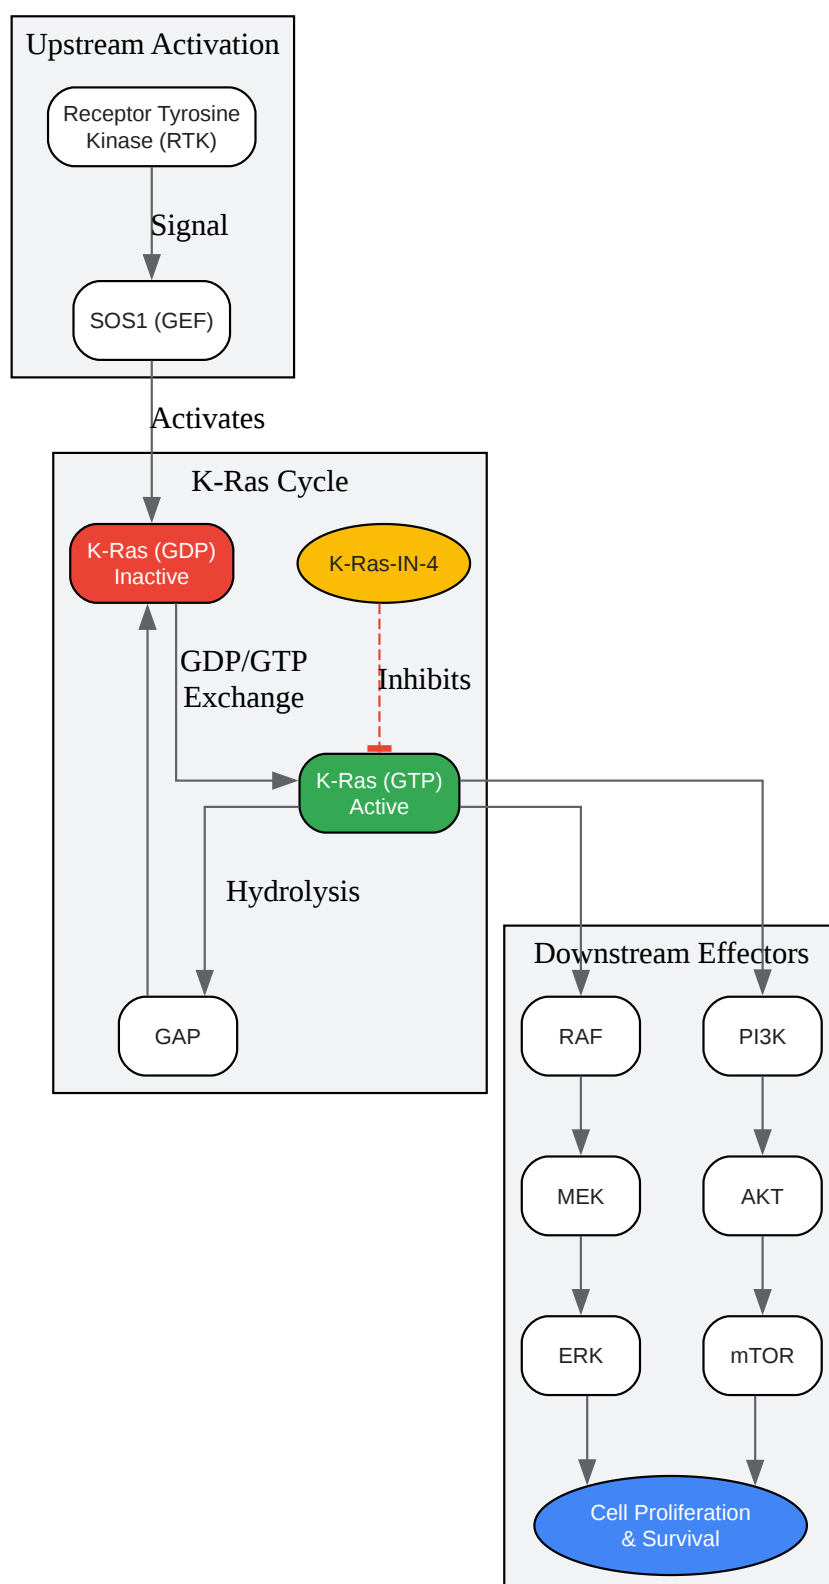 Upstream Activation
Receptor Tyrosine
Kinase (RTK)
Signal
SOS1 (GEF)
Activates
K-Ras Cycle
K-Ras (GDP)
Inactive
K-Ras-IN-4
GDP/GTP
Exchange
Inhibits
K-Ras (GTP)
Active
Hydrolysis
Downstream Effectors
GAP
RAF
PI3K
MEK
AKT
ERK
mTOR
Cell Proliferation
& Survival